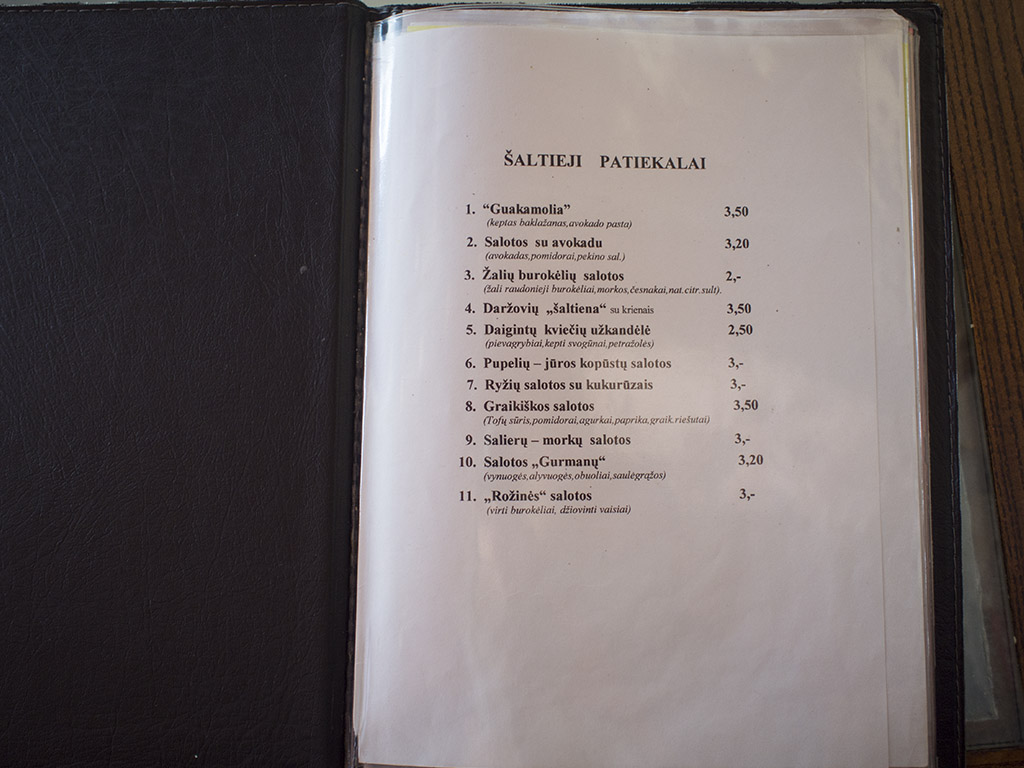 ŠALTIEJI PATIEKALAI
1. “Guakamolia” 3,50
(keptas baklažanas,avokado pasta)
2. Salotos su avokadu 3,20
(avokadas,pomidorai,pekino sal.)
3. Žalių burokėlių salotos 2,-
(žali raudonieji burokėliai,morkos,česnakai,nat.citr.sult).
4. Daržovių „šaltiena“ su krienais 3,50
5. Daigintų kviečių užkandėlė 2,50
(pievagrybiai,kepti svogūnai,petražolės)
6. Pupelių – jūros kopūstų salotos 3,-
7. Ryžių salotos su kukurūzais 3,-
8. Graikiškos salotos 3,50
(Tofų sūris,pomidorai,agurkai,paprika,graik.riešutai)
9. Salierų – morkų salotos 3,-
10. Salotos „Gurmanų“ 3,20
(vynuogės,alyvuogės,obuoliai,saulėgrąžos)
11. „Rožinės“ salotos 3,-
(virti burokėliai, džiovinti vaisiai)